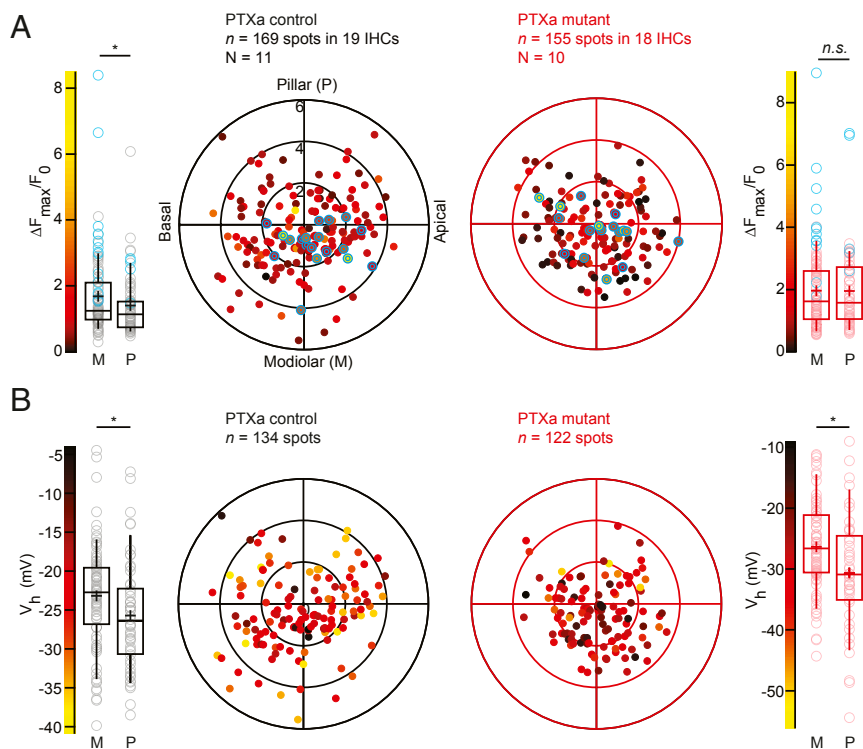 A
PTXa control
n = 169 spots in 19 IHCs
N = 11
PTXa mutant
n = 155 spots in 18 IHCs
N = 10
*
n.s.
Pillar (P)
Basal
Apical
Modiolar (M)
6
4
2
ΔFmax/F0
8
6
4
2
0
M P
ΔFmax/F0
8
6
4
2
0
M P
B
PTXa control
n = 134 spots
PTXa mutant
n = 122 spots
*
*
Vh (mV)
-5
-10
-15
-20
-25
-30
-35
-40
M P
Vh (mV)
-10
-20
-30
-40
-50
M P